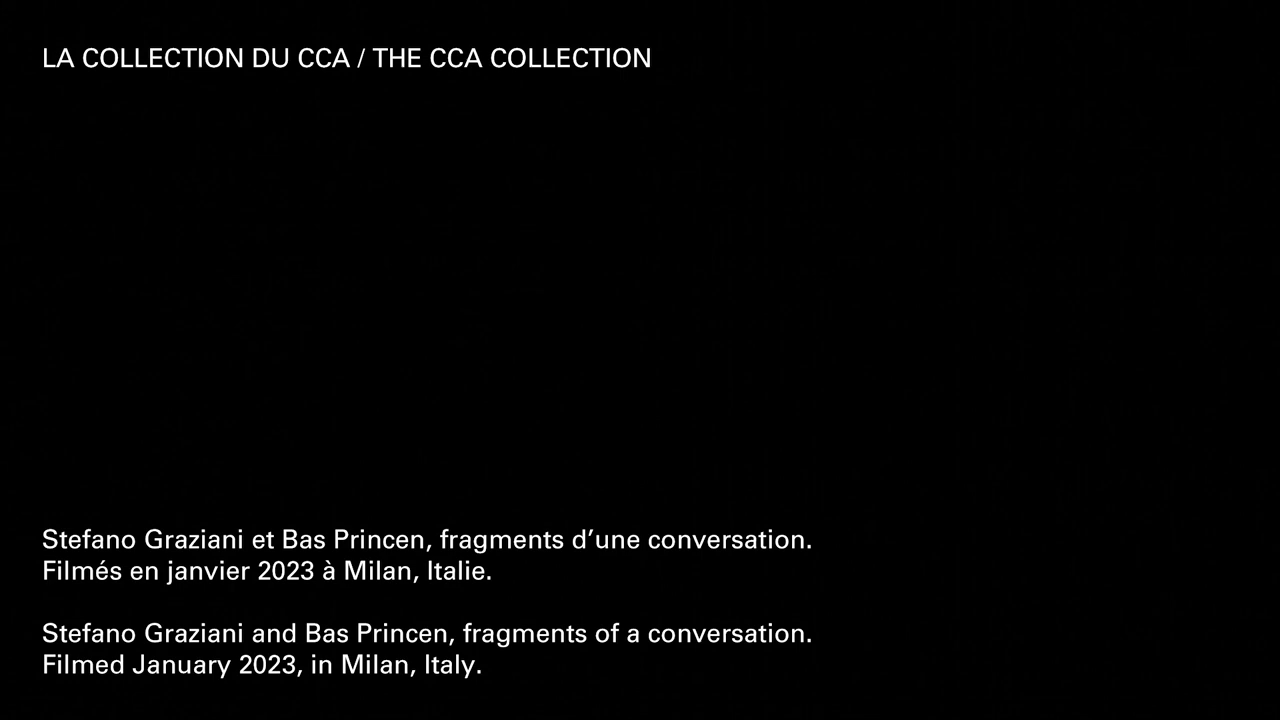 LA COLLECTION DU CCA / THE CCA COLLECTION
Stefano Graziani et Bas Princen, fragments d’une conversation.
Filmés en janvier 2023 à Milan, Italie.
Stefano Graziani and Bas Princen, fragments of a conversation.
Filmed January 2023, in Milan, Italy.